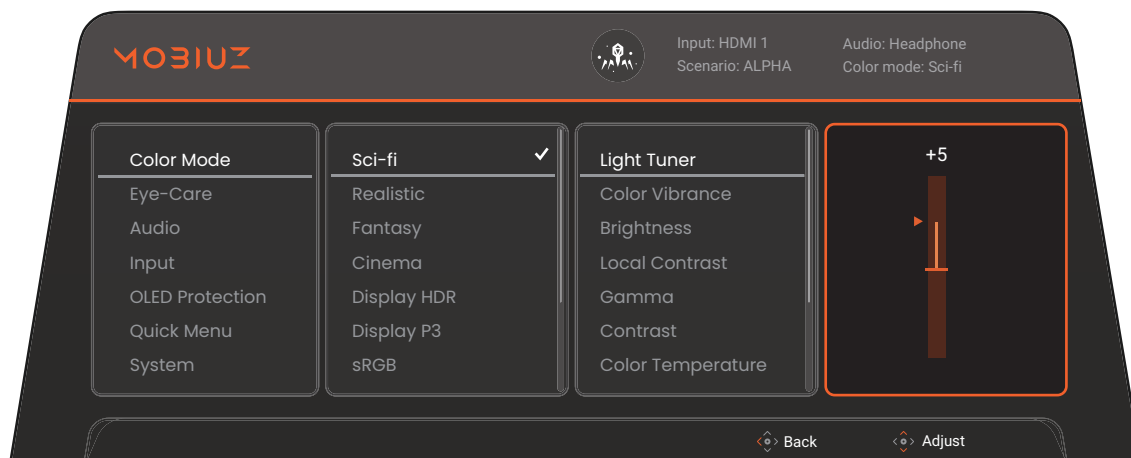 MOBIUZ
Input: HDMI 1
Scenario: ALPHA
Audio: Headphone
Color mode: Sci-fi
Color Mode
Eye-Care
Audio
Input
OLED Protection
Quick Menu
System
Sci-fi
Realistic
Fantasy
Cinema
Display HDR
Display P3
sRGB
Light Tuner
Color Vibrance
Brightness
Local Contrast
Gamma
Contrast
Color Temperature
+5
Back
Adjust